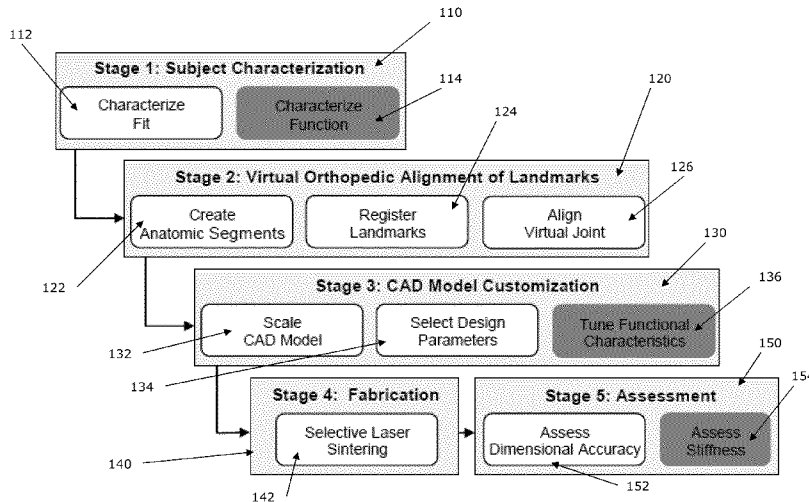 110
112
Stage 1: Subject Characterization
Characterize
Fit
Characterize
Function
114
124
120
Stage 2: Virtual Orthopedic Alignment of Landmarks
126
Create
Anatomic Segments
Register
Landmarks
Align
Virtual Joint
122
130
Stage 3: CAD Model Customization
136
Scale
CAD Model
Select Design
Parameters
Tune Functional
Characteristics
132
134
150
154
Stage 4: Fabrication
Stage 5: Assessment
Selective Laser
Sintering
Assess
Dimensional Accuracy
Assess
Stiffness
140
142
152